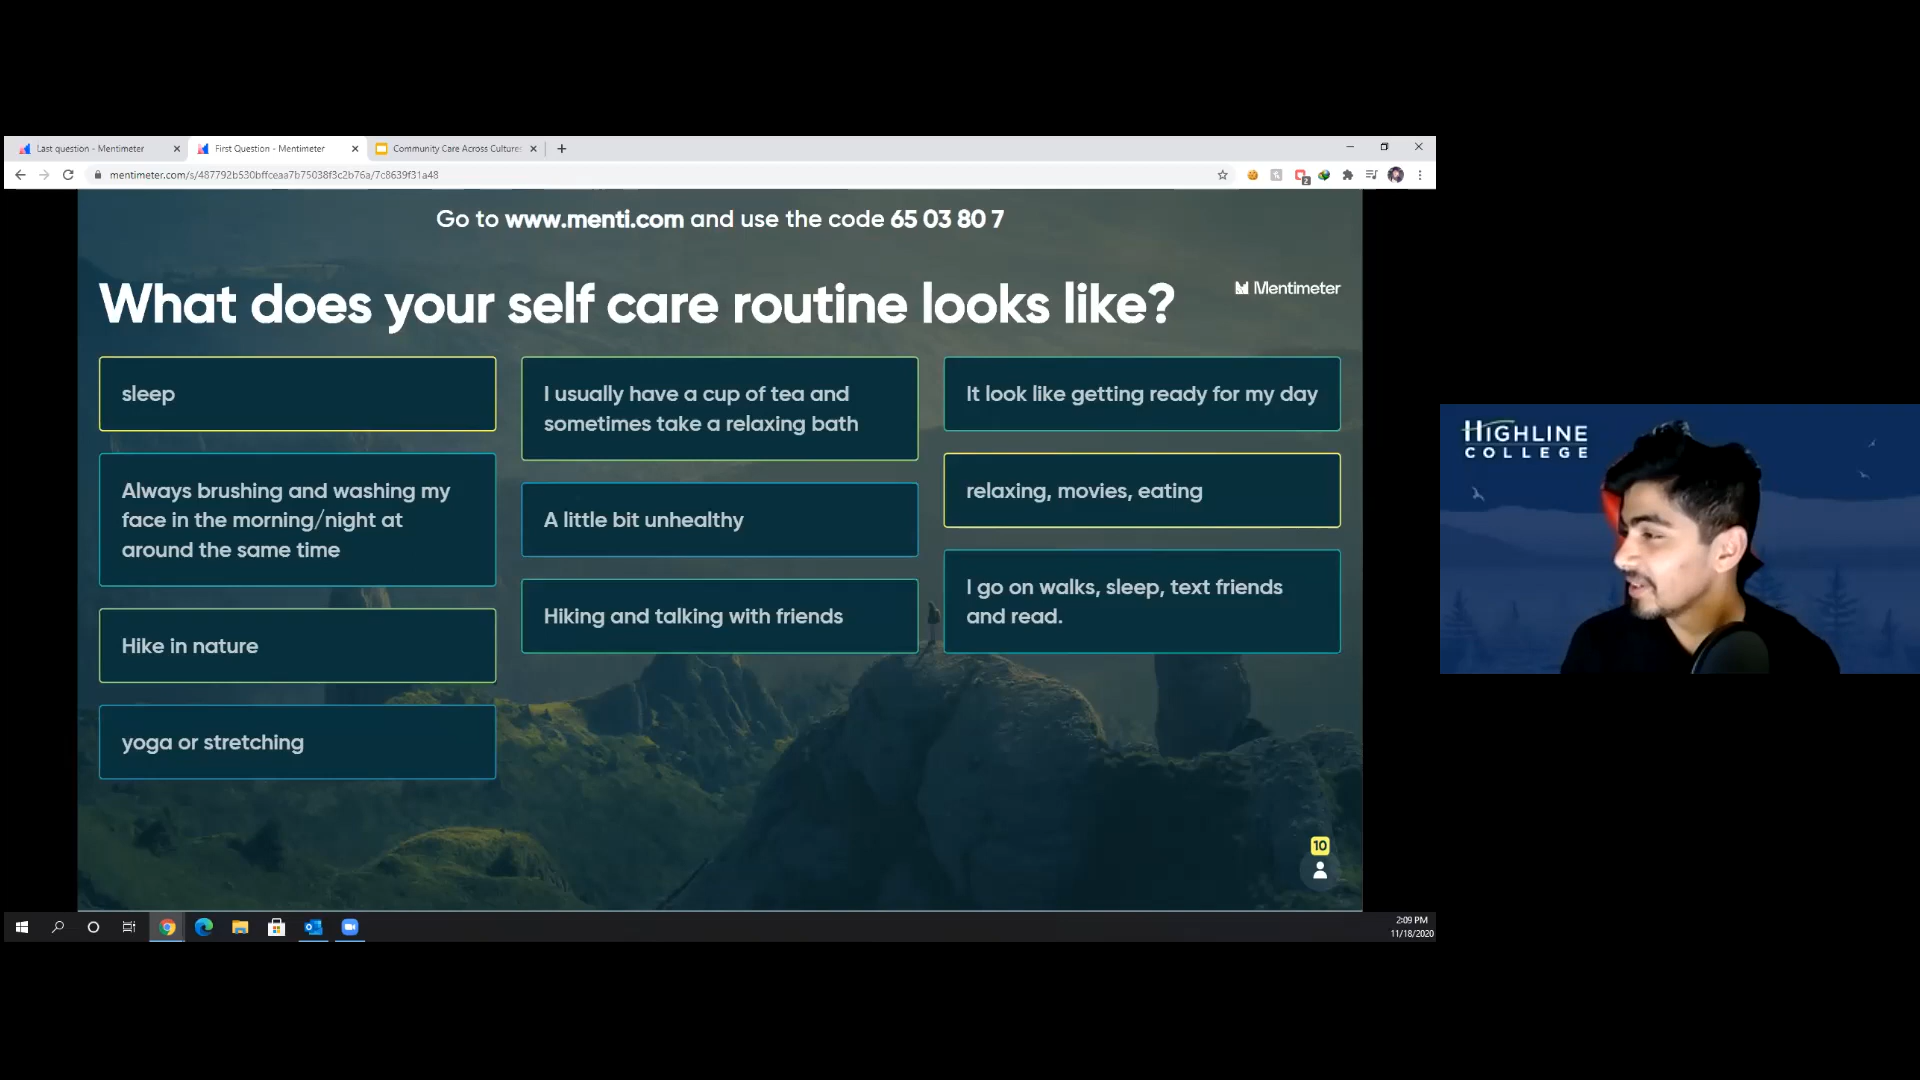 Last question - Mentimeter
First Question - Mentimeter
Community Care Across Cultures
mentimeter.com/s/487792b530bffceaa7b75038f3c2b76a/7c8639f31a48
2
Go to www.menti.com and use the code 65 03 80 7
What does your self care routine looks like?
Mentimeter
sleep
Always brushing and washing my
face in the morning/night at
around the same time
Hike in nature
yoga or stretching
I usually have a cup of tea and
sometimes take a relaxing bath
A little bit unhealthy
Hiking and talking with friends
It look like getting ready for my day
relaxing, movies, eating
I go on walks, sleep, text friends
and read.
10
HIGHLINE
COLLEGE
2:09 PM
11/18/2020